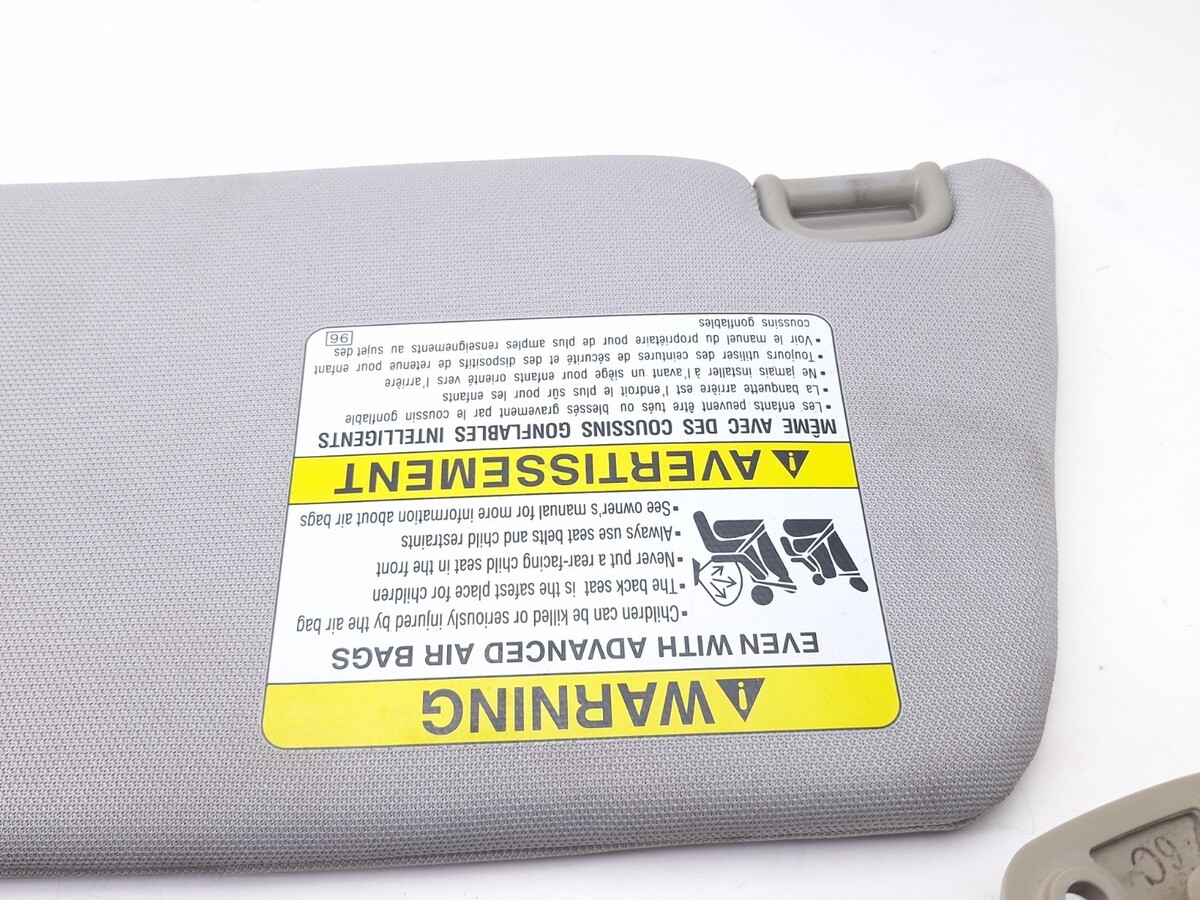 WARNING
EVEN WITH ADVANCED AIR BAGS
▪Children can be killed or seriously injured by the air bag
▪The back seat is the safest place for children
▪Never put a rear-facing child seat in the front
▪Always use seat belts and child restraints
▪See owner's manual for more information about air bags
AVERTISSEMENT
MÊME AVEC DES COUSSINS GONFLABLES INTELLIGENTS
▪ Les enfants peuvent être tués ou blessés gravement par le coussin gonflable
▪ La banquette arrière est l'endroit le plus sûr pour les enfants
▪ Ne jamais installer à l'avant un siège pour enfants orienté vers l'arrière
▪ Toujours utiliser des ceintures de sécurité et des dispositifs de retenue pour enfant
▪ Voir le manuel du propriétaire pour de plus amples renseignements au sujet des
coussins gonflables
96